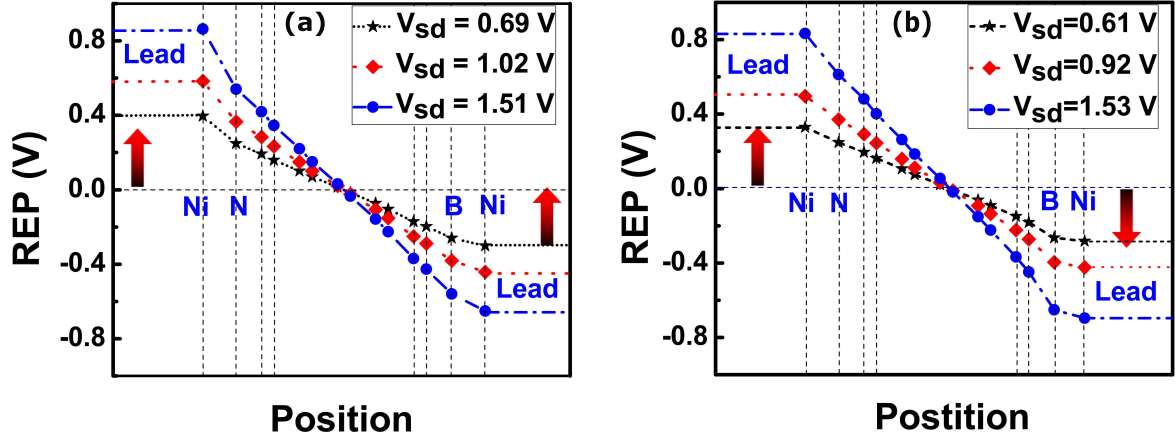 (a)
V_sd = 0.69 V
V_sd = 1.02 V
V_sd = 1.51 V
Lead
0.8
0.4
0.0
-0.4
-0.8
REP (V)
Ni
N
B
Ni
Lead
Position
(b)
V_sd=0.61 V
V_sd=0.92 V
V_sd=1.53 V
Lead
0.8
0.4
0.0
-0.4
-0.8
REP (V)
Ni
N
B
Ni
Lead
Postition